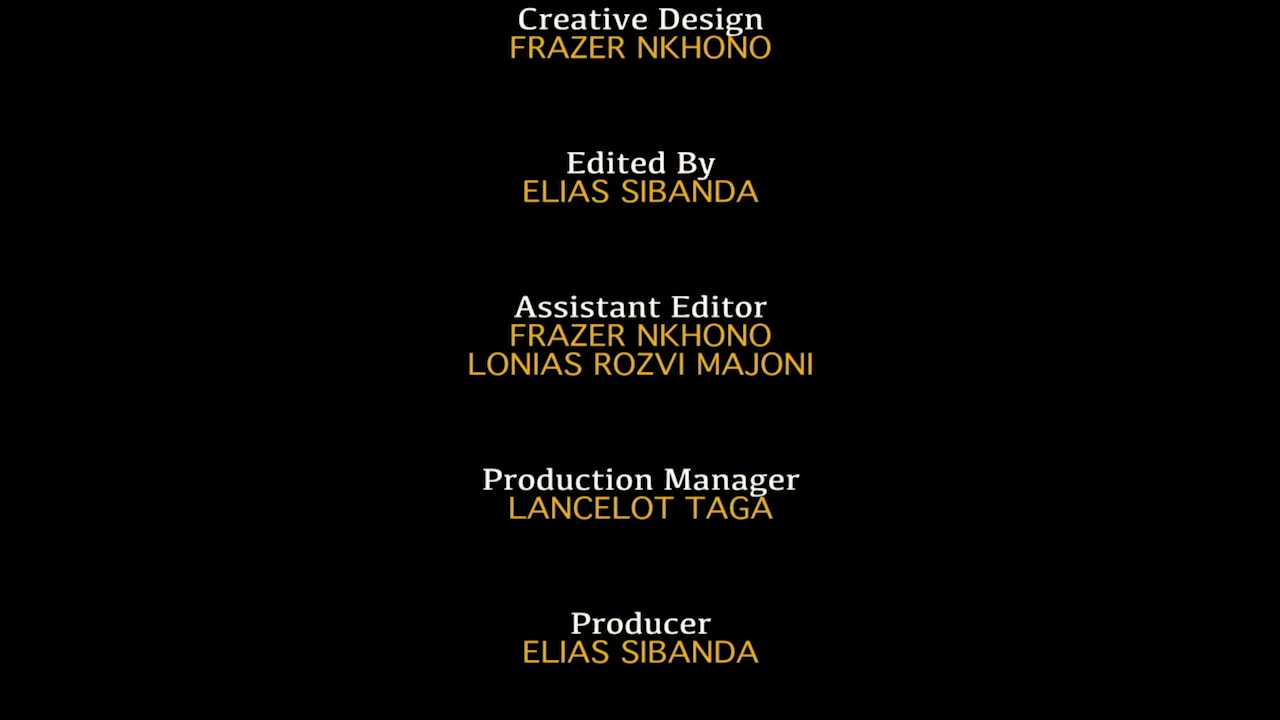 Creative Design
FRAZER NKHONO
Edited By
ELIAS SIBANDA
Assistant Editor
FRAZER NKHONO
LONIAS ROZVI MAJONI
Production Manager
LANCELOT TAGA
Producer
ELIAS SIBANDA